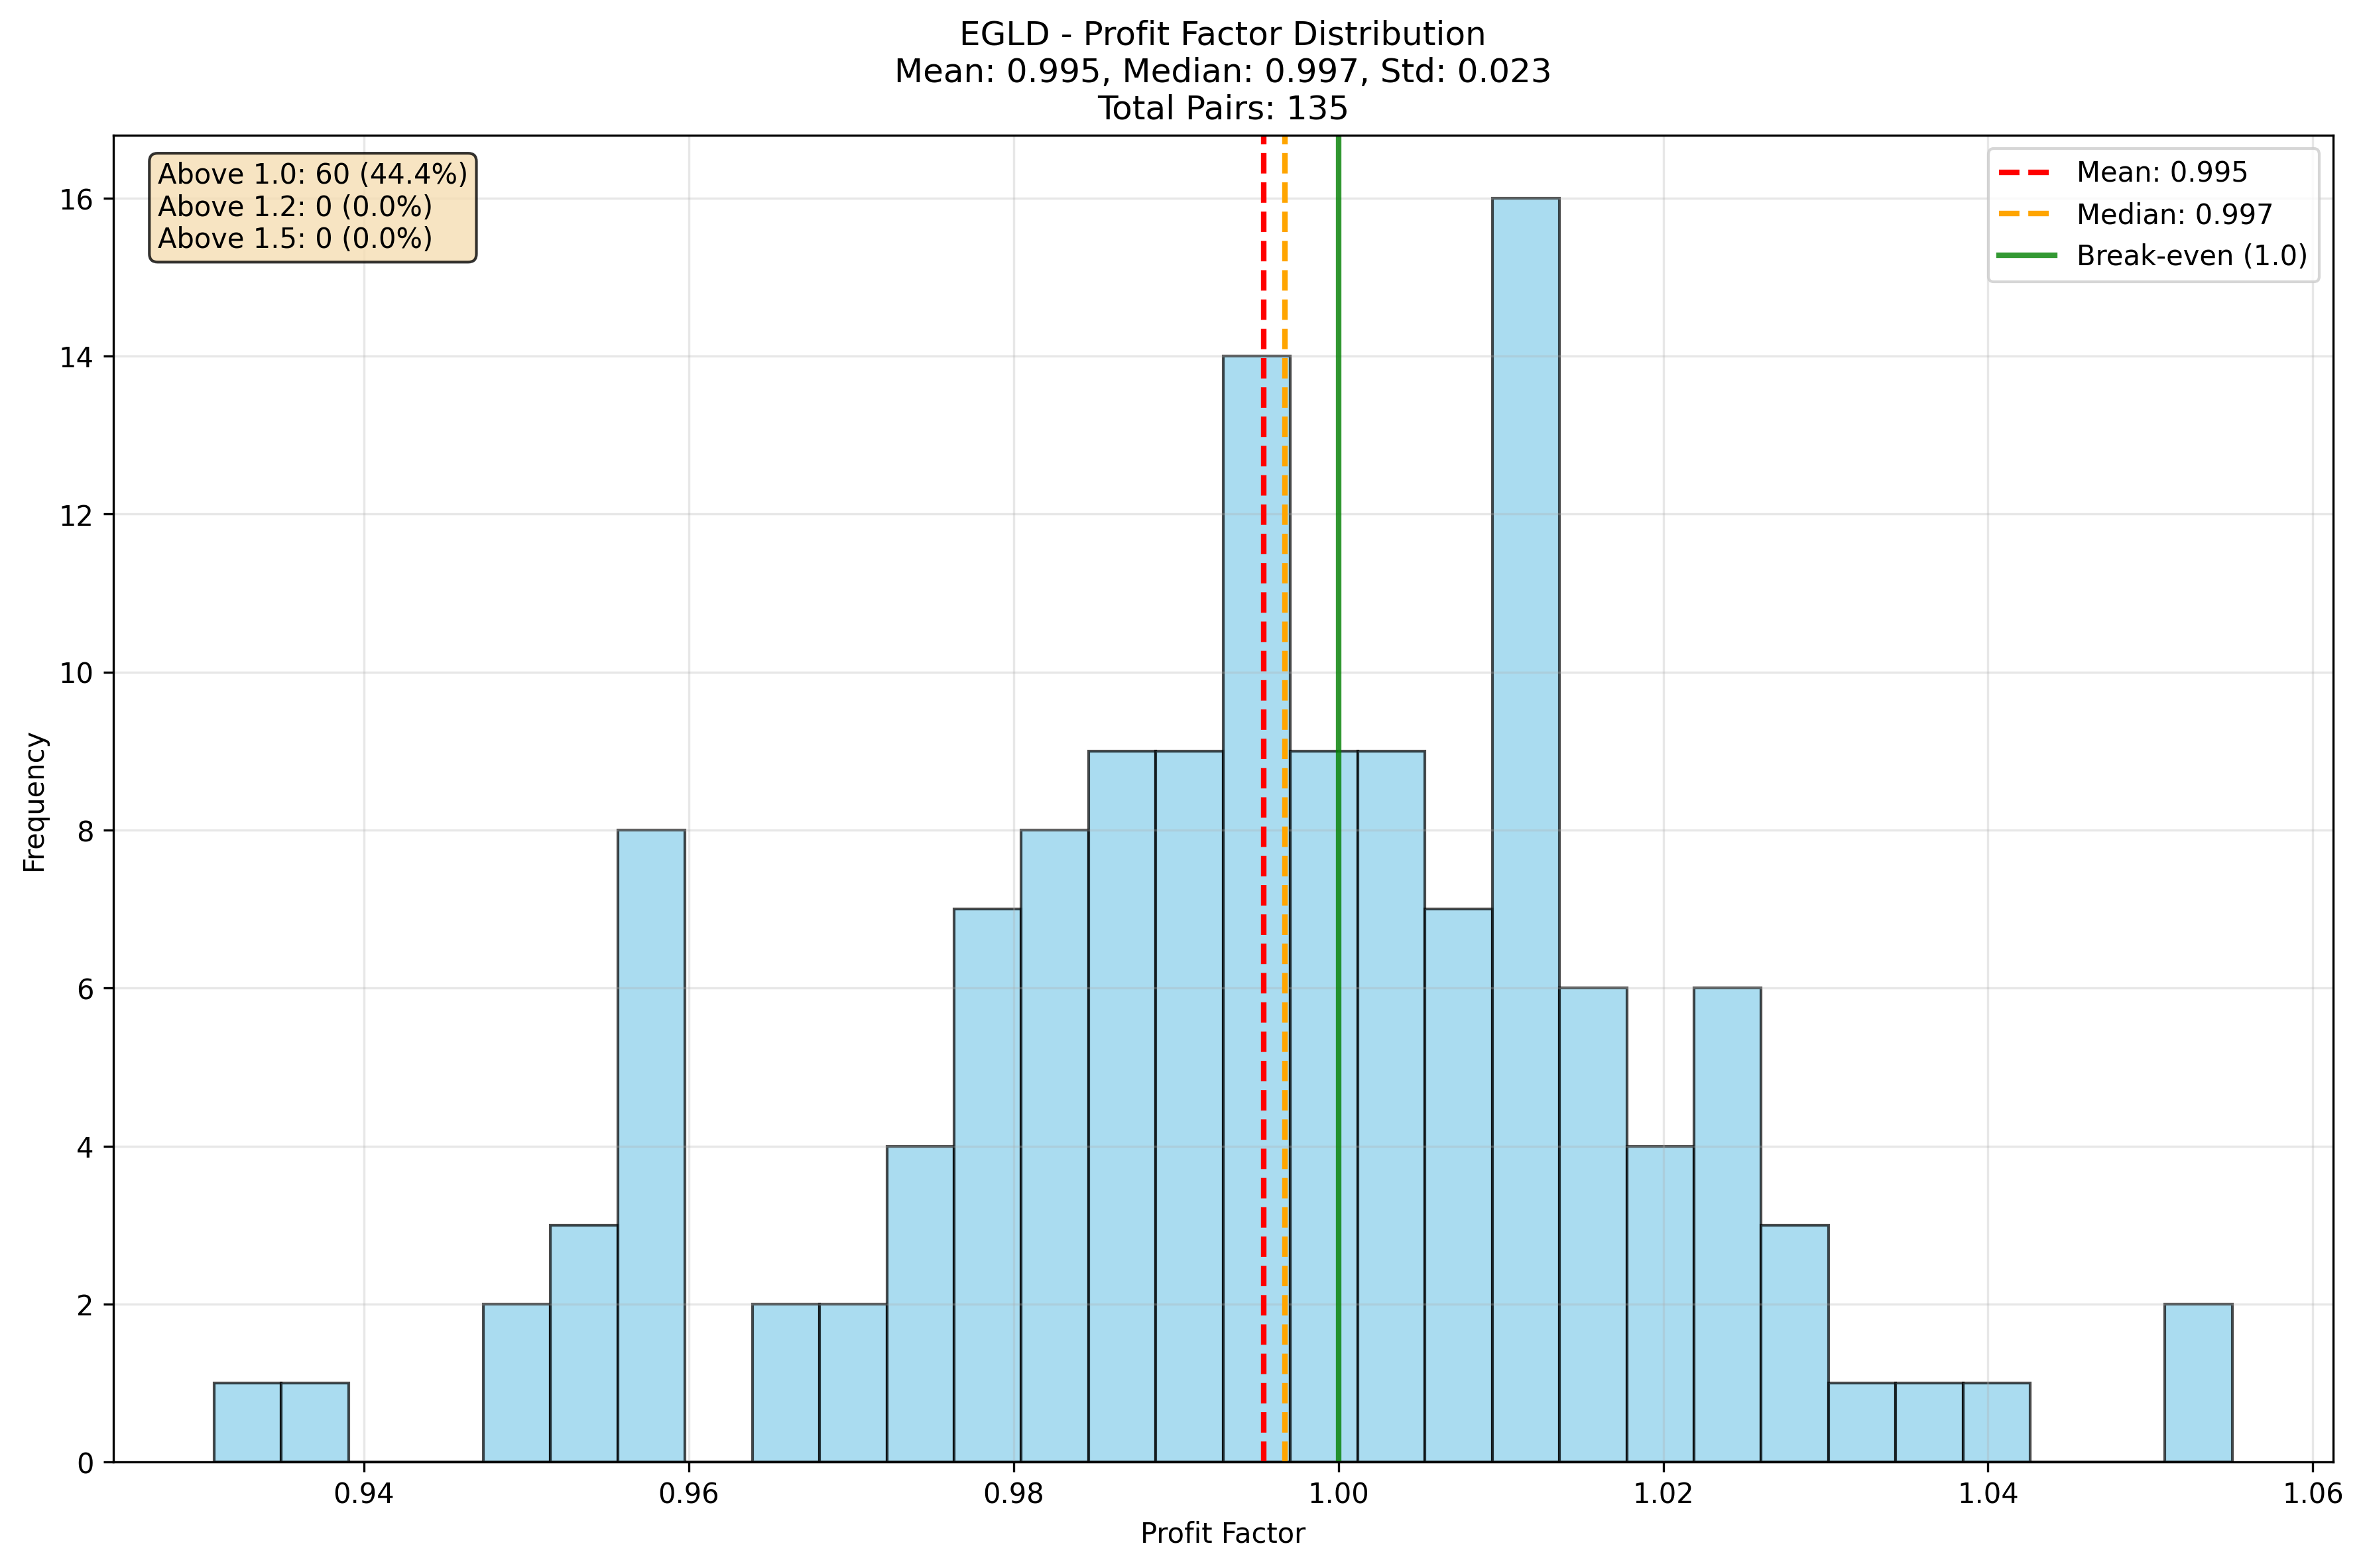 EGLD - Profit Factor Distribution
Mean: 0.995, Median: 0.997, Std: 0.023
Total Pairs: 135
Above 1.0: 60 (44.4%)
Above 1.2: 0 (0.0%)
Above 1.5: 0 (0.0%)
Mean: 0.995
Median: 0.997
Break-even (1.0)
Frequency
16
14
12
10
8
6
4
2
0
0.94
0.96
0.98
1.00
1.02
1.04
1.06
Profit Factor